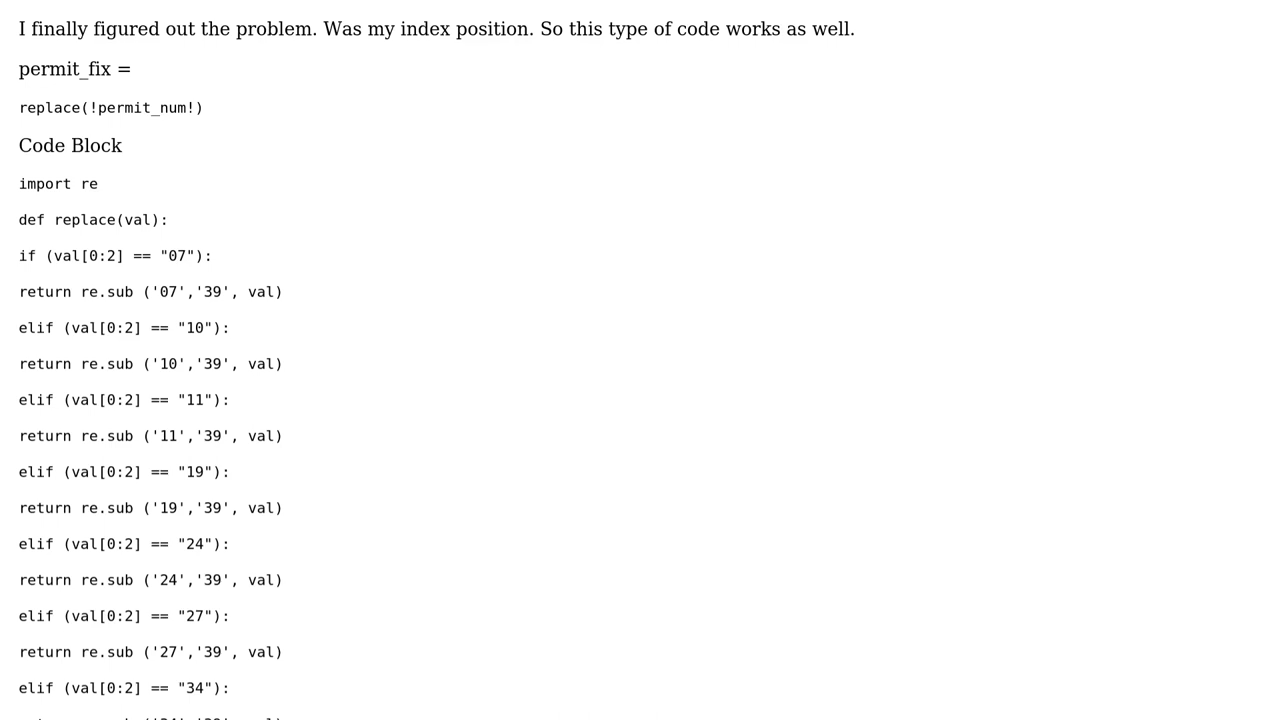 I finally figured out the problem. Was my index position. So this type of code works as well.
permit_fix =
replace(!permit_num!)
Code Block
import re
def replace(val):
if (val[0:2] == "07"):
return re.sub ('07','39', val)
elif (val[0:2] == "10"):
return re.sub ('10','39', val)
elif (val[0:2] == "11"):
return re.sub ('11','39', val)
elif (val[0:2] == "19"):
return re.sub ('19','39', val)
elif (val[0:2] == "24"):
return re.sub ('24','39', val)
elif (val[0:2] == "27"):
return re.sub ('27','39', val)
elif (val[0:2] == "34"):